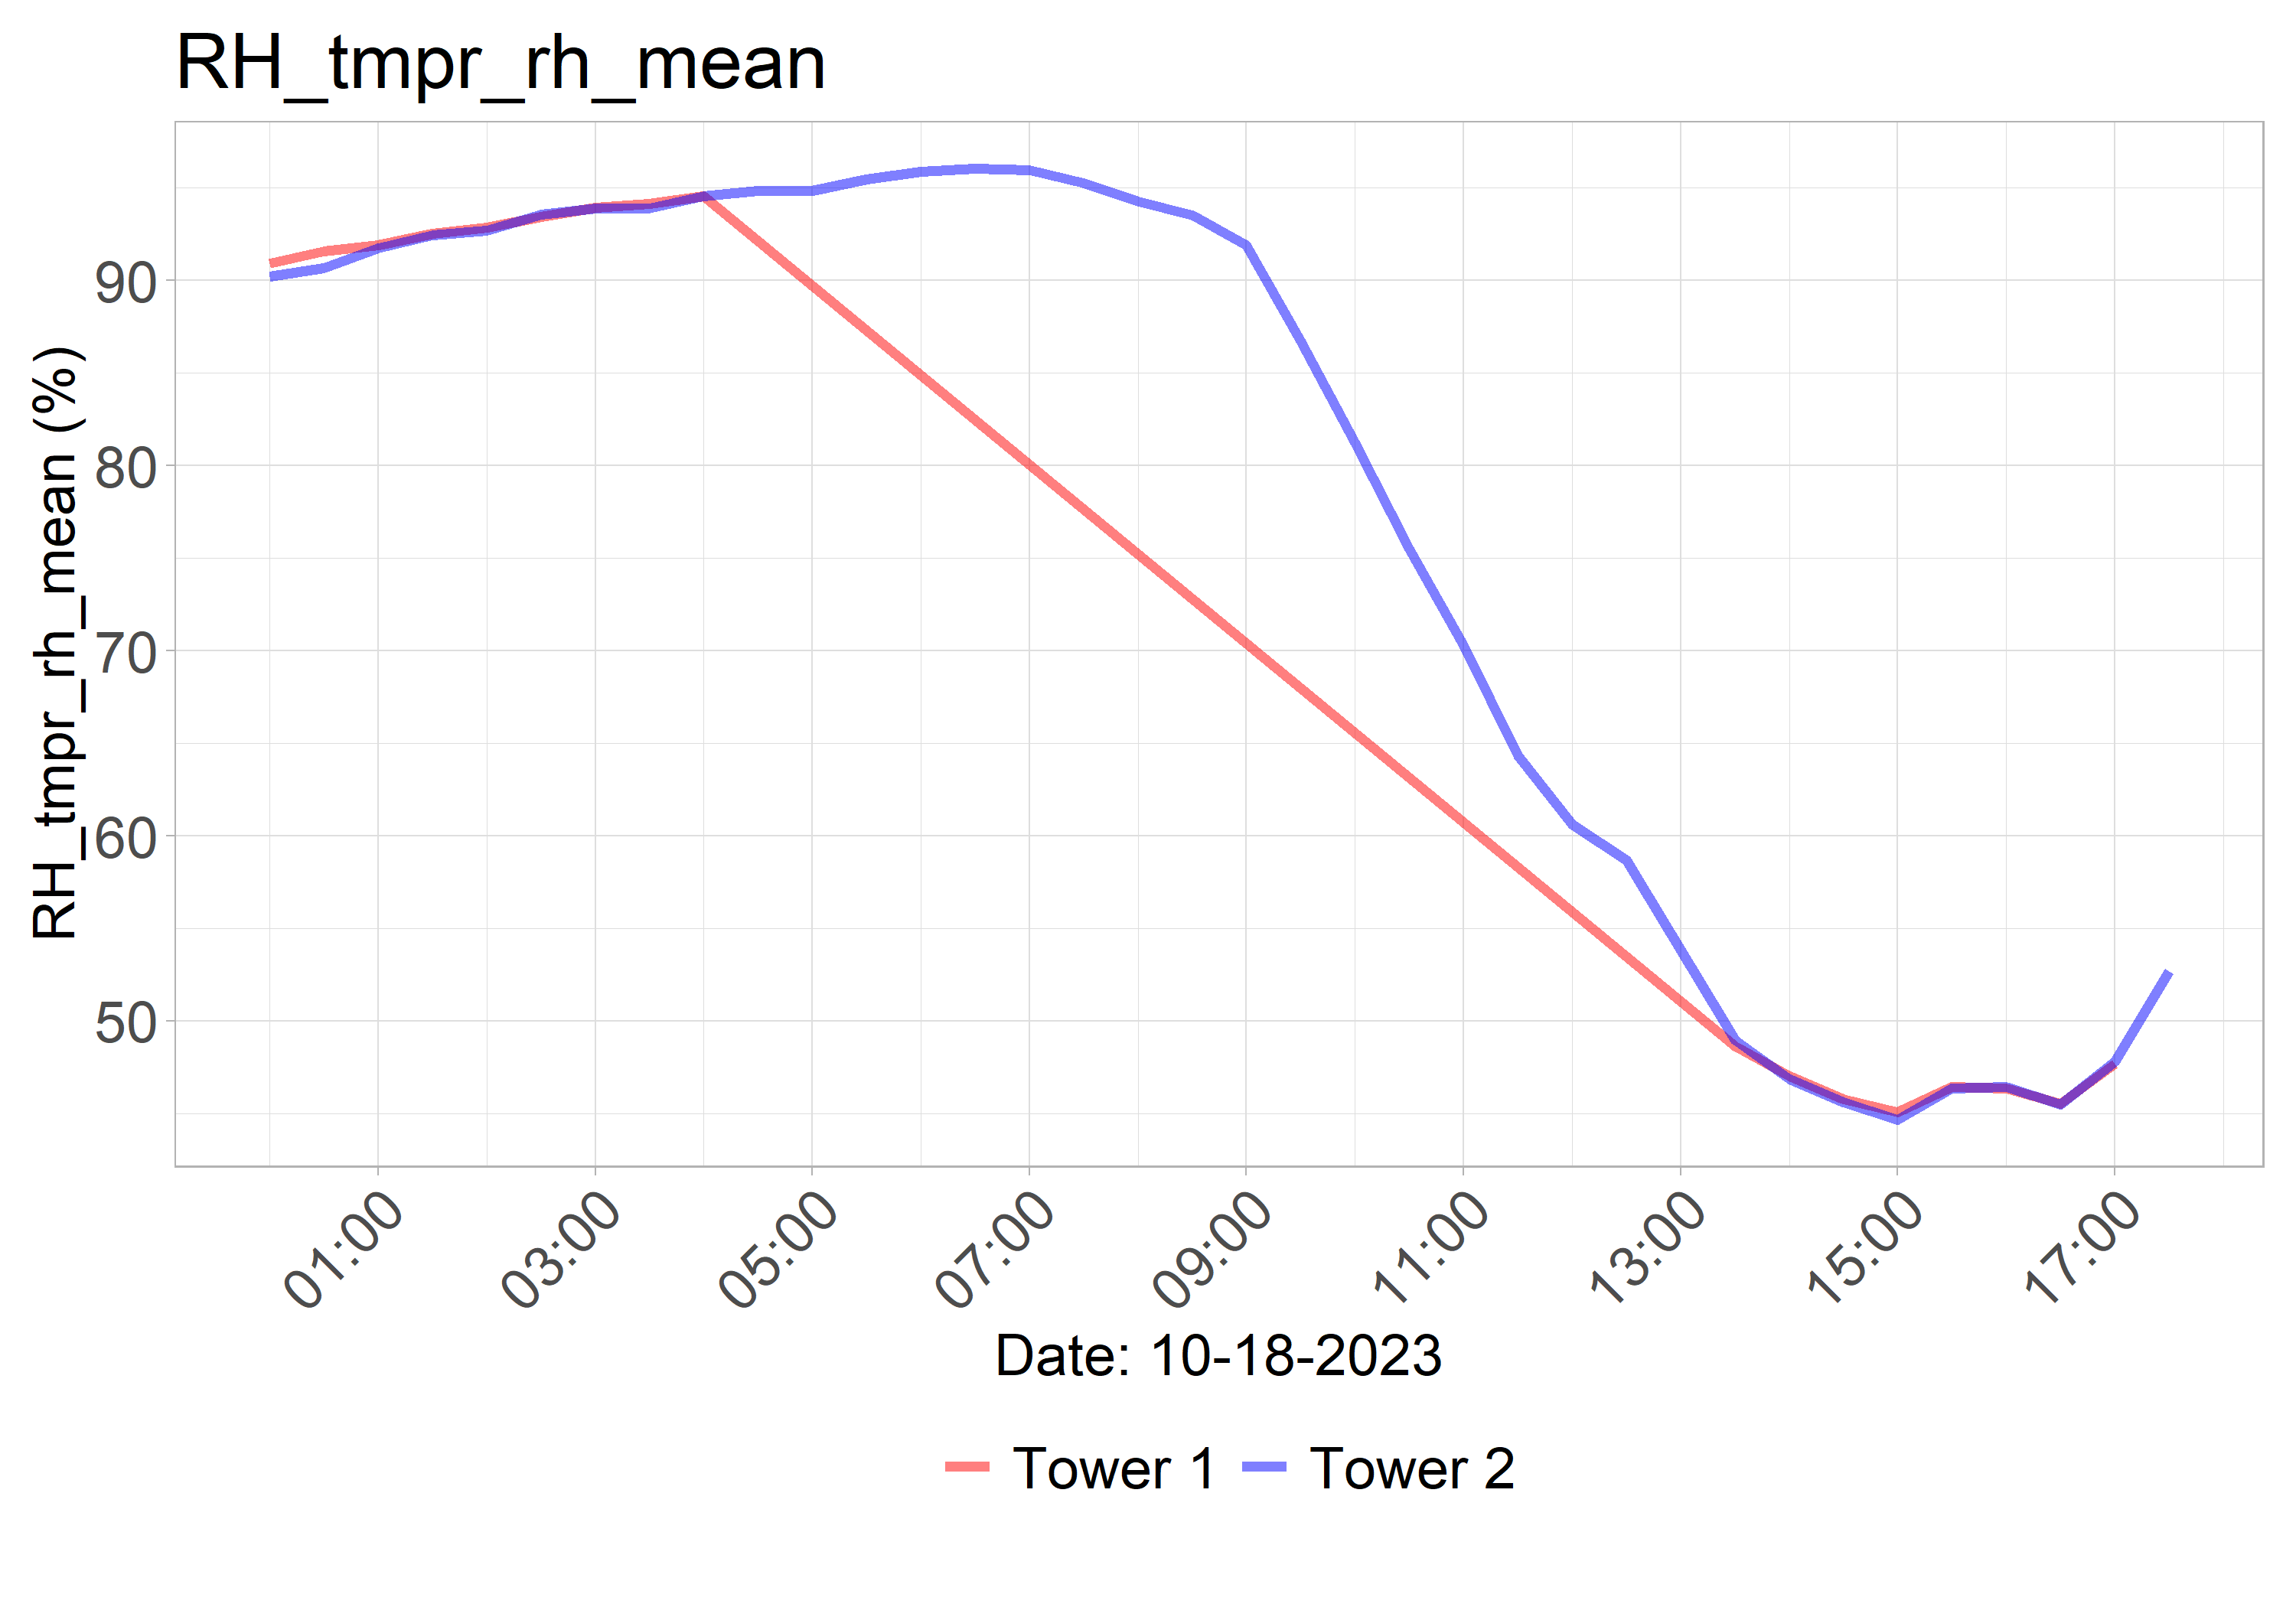 RH_tmpr_rh_mean
RH_tmpr_rh_mean (%)
90
80
70
60
50
01:00 03:00 05:00 07:00 09:00 11:00 13:00 15:00 17:00
Date: 10-18-2023
Tower 1 Tower 2